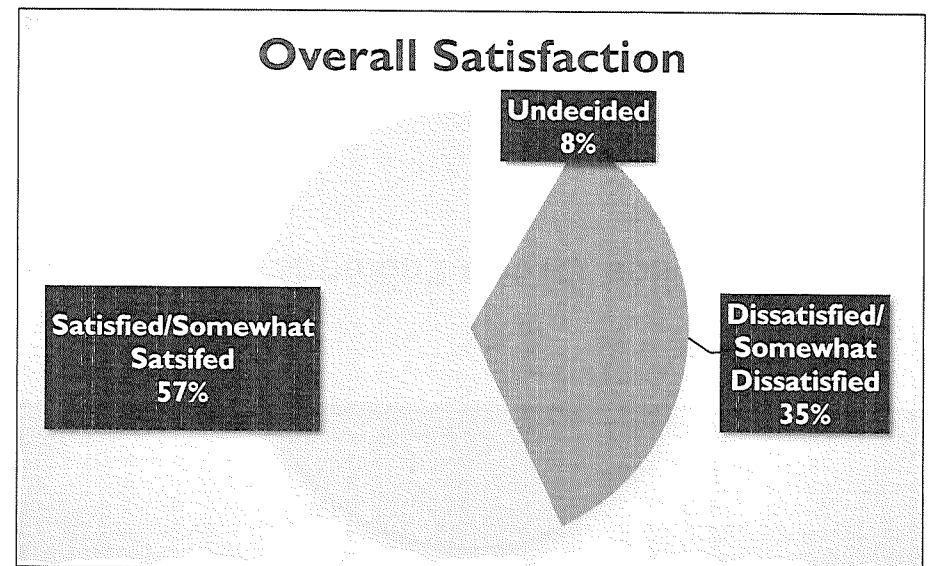 Overall Satisfaction
Undecided
8%
Satisfied/Somewhat
Satsifed
57%
Dissatisfied/
Somewhat
Dissatisfied
35%